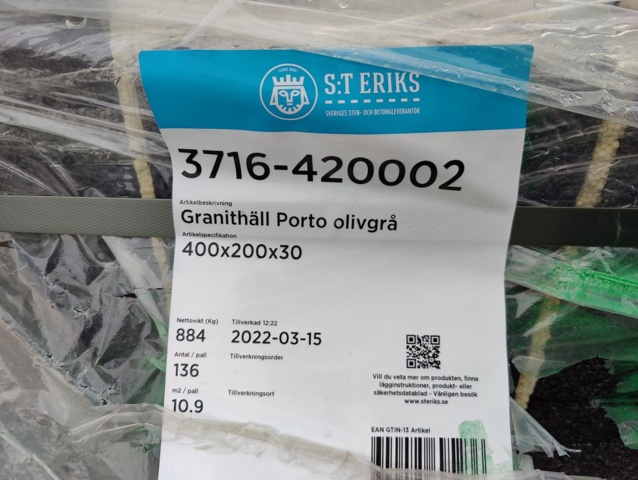 S:T ERIKS
SVERIGES STEN- OCH BETONGLEVERANTÖR
3716-420002
Artikelbeskrivning
Granithäll Porto olivgrå
Artikelspecifikation
400x200x30
Nettovikt (Kg)
884
Tillverkad 12:22
2022-03-15
Antal / pall
136
Tillverkningsorder
m2 / pall
10.9
Tillverkningsort
Vill du veta mer om produkten, finna
lägginstruktioner, produkt- eller
säkerhetsdatablad - Vänligen besök
www.steriks.se
EAN GTIN-13 Artikel